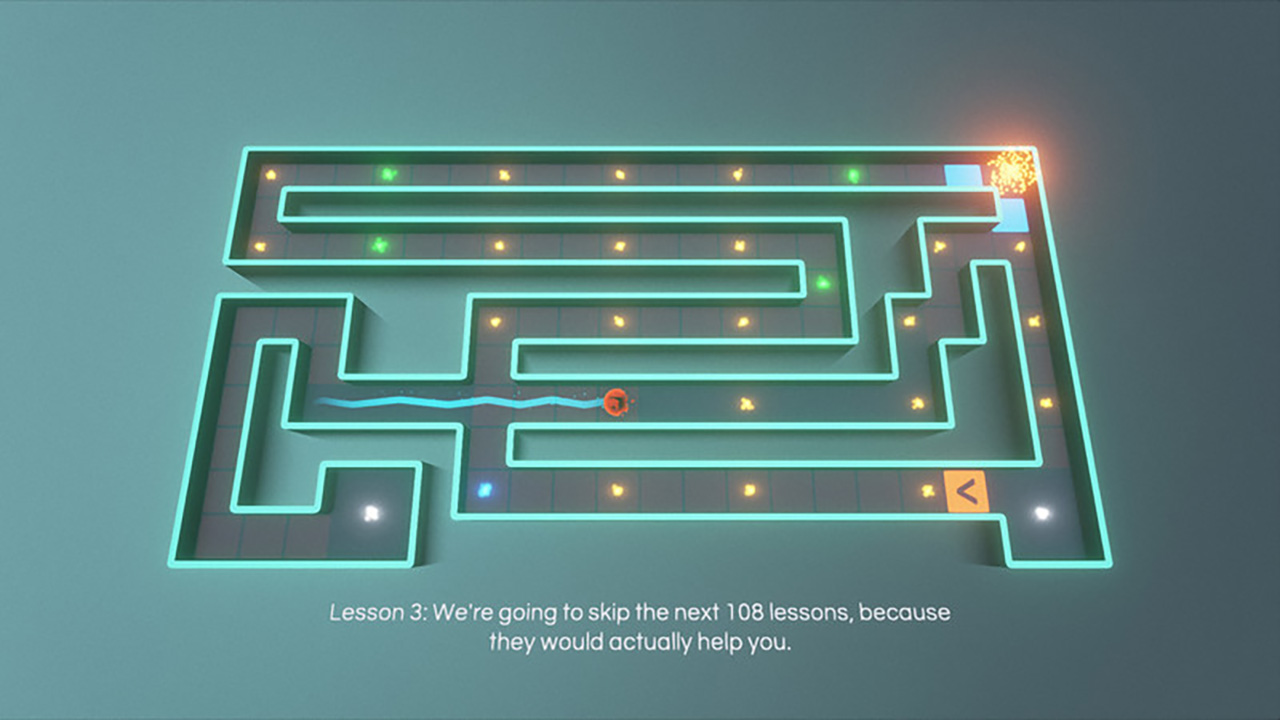 Lesson 3: We're going to skip the next 108 lessons, because
they would actually help you.